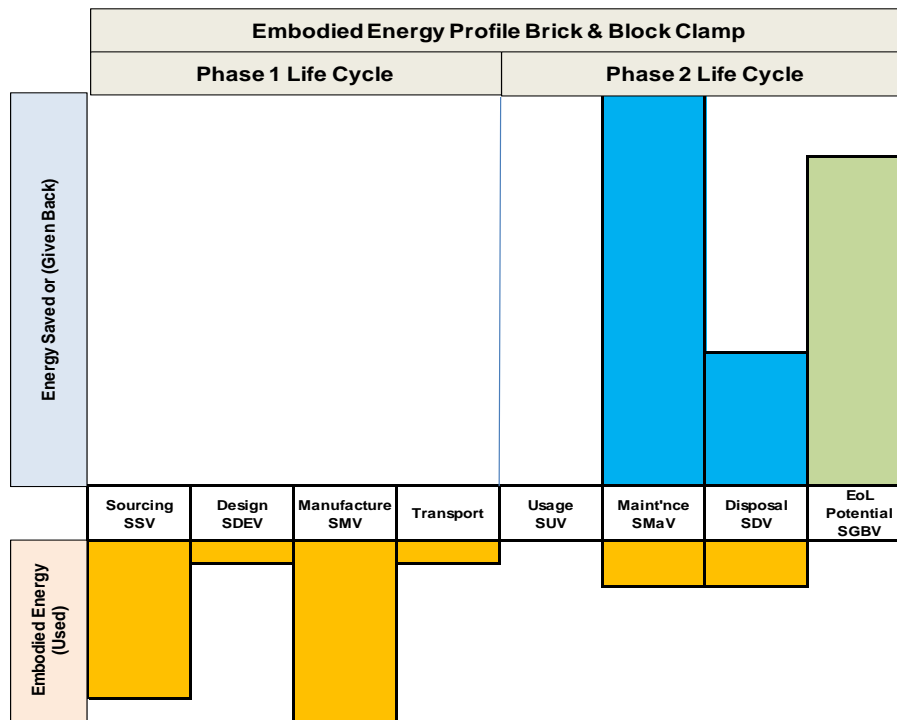 Embodied Energy Profile Brick & Block Clamp
Phase 1 Life Cycle
Phase 2 Life Cycle
Energy Saved or (Given Back)
Sourcing
SSV
Design
SDEV
Manufacture
SMV
Transport
Usage
SUV
Maint'nce
SMaV
Disposal
SDV
EoL
Potential
SGBV
Embodied Energy
(Used)